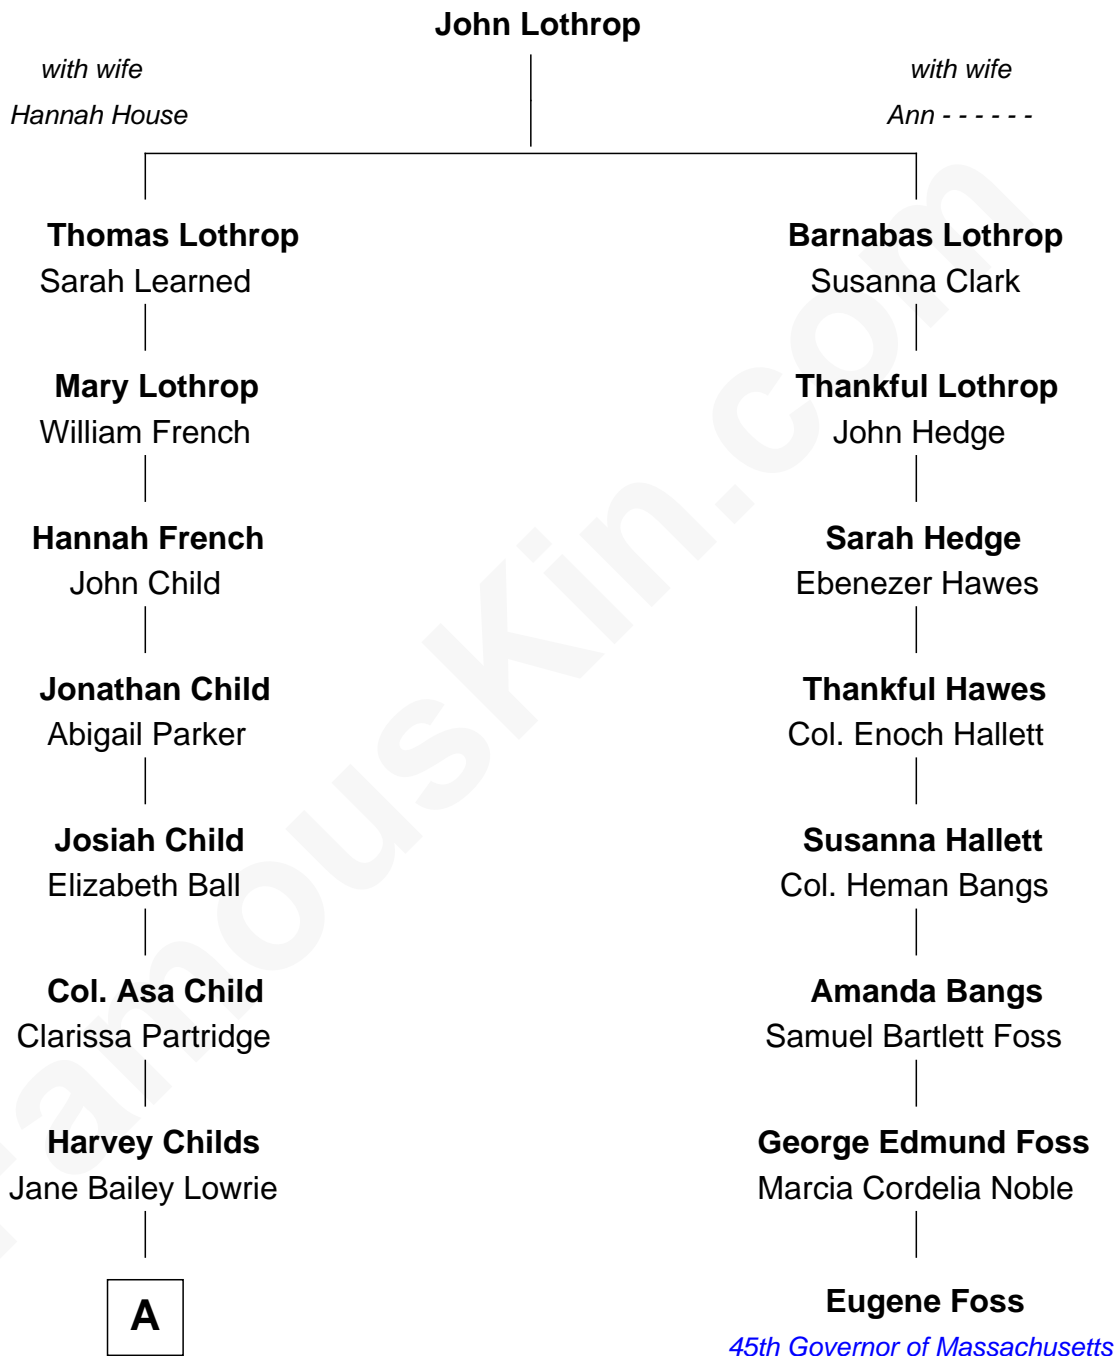 John Lothrop
with wife
Hannah House
with wife
Ann - - - - - -
Thomas Lothrop
Sarah Learned
Barnabas Lothrop
Susanna Clark
Mary Lothrop
William French
Thankful Lothrop
John Hedge
Hannah French
John Child
Sarah Hedge
Ebenezer Hawes
Jonathan Child
Abigail Parker
Thankful Hawes
Col. Enoch Hallett
Josiah Child
Elizabeth Ball
Susanna Hallett
Col. Heman Bangs
Col. Asa Child
Clarissa Partridge
Amanda Bangs
Samuel Bartlett Foss
Harvey Childs
Jane Bailey Lowrie
George Edmund Foss
Marcia Cordelia Noble
A
Eugene Foss
45th Governor of Massachusetts
FamousKin.com